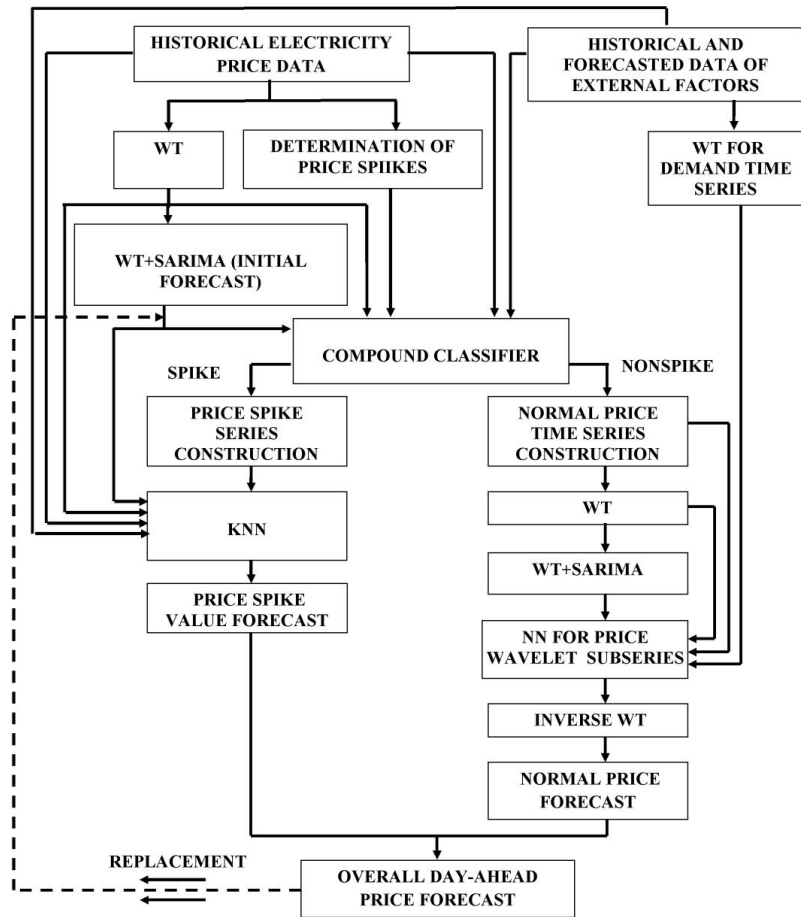 HISTORICAL ELECTRICITY
PRICE DATA
HISTORICAL AND
FORECASTED DATA OF
EXTERNAL FACTORS
WT
DETERMINATION OF
PRICE SPIIKES
WT FOR
DEMAND TIME
SERIES
WT+SARIMA (INITIAL
FORECAST)
COMPOUND CLASSIFIER
SPIKE
NONSPIKE
PRICE SPIKE
SERIES
CONSTRUCTION
NORMAL PRICE
TIME SERIES
CONSTRUCTION
KNN
WT
WT+SARIMA
PRICE SPIKE
VALUE FORECAST
NN FOR PRICE
WAVELET SUBSERIES
INVERSE WT
NORMAL PRICE
FORECAST
REPLACEMENT
OVERALL DAY-AHEAD
PRICE FORECAST